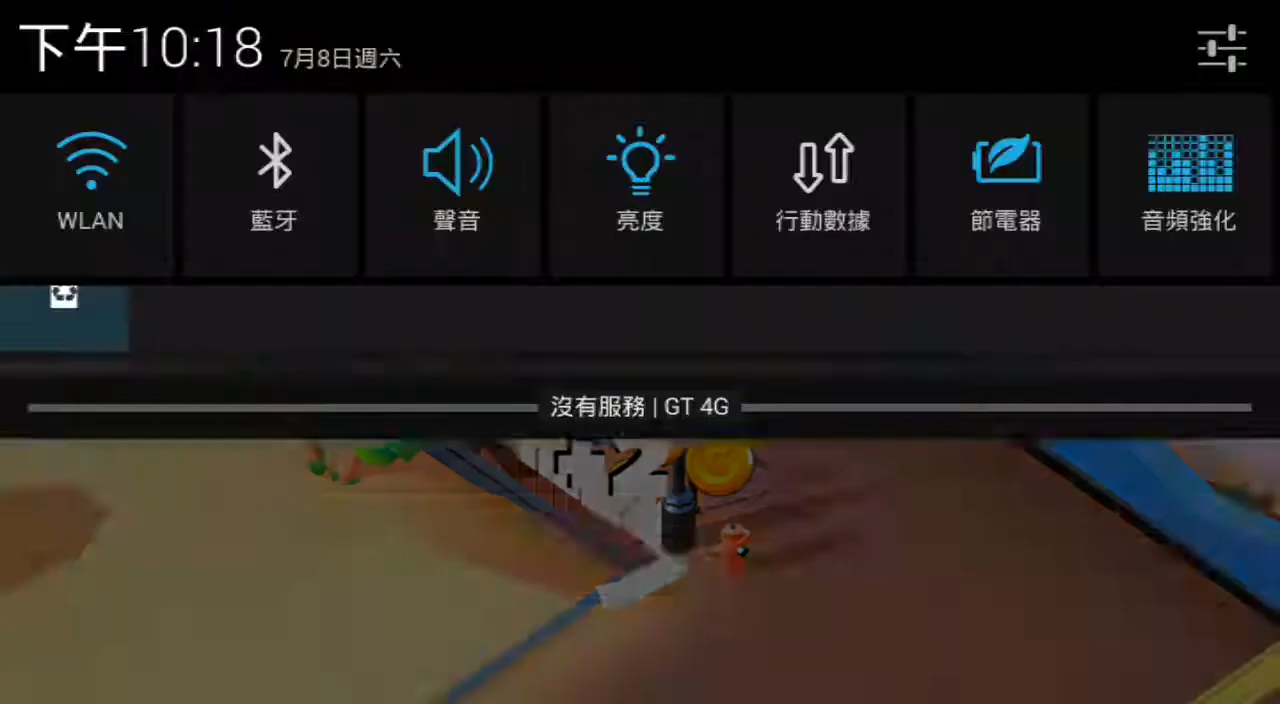 下午10:18 7月8日週六
WLAN 藍牙 聲音 亮度 行動數據 節電器 音頻強化
沒有服務 | GT 4G